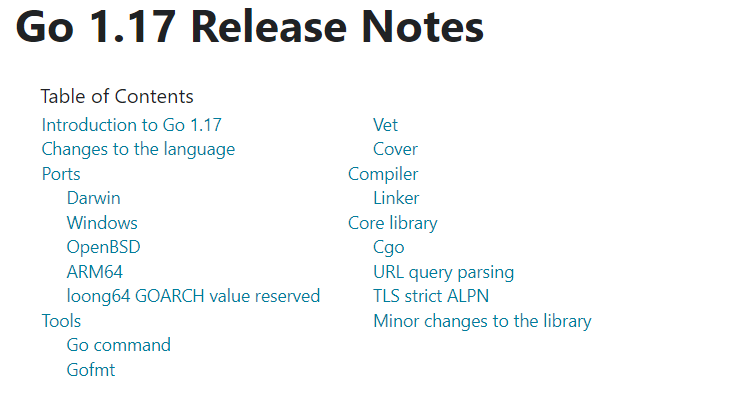 Go 1.17 Release Notes
Table of Contents
Introduction to Go 1.17
Changes to the language
Ports
Darwin
Windows
OpenBSD
ARM64
loong64 GOARCH value reserved
Tools
Go command
Gofmt
Vet
Cover
Compiler
Linker
Core library
Cgo
URL query parsing
TLS strict ALPN
Minor changes to the library